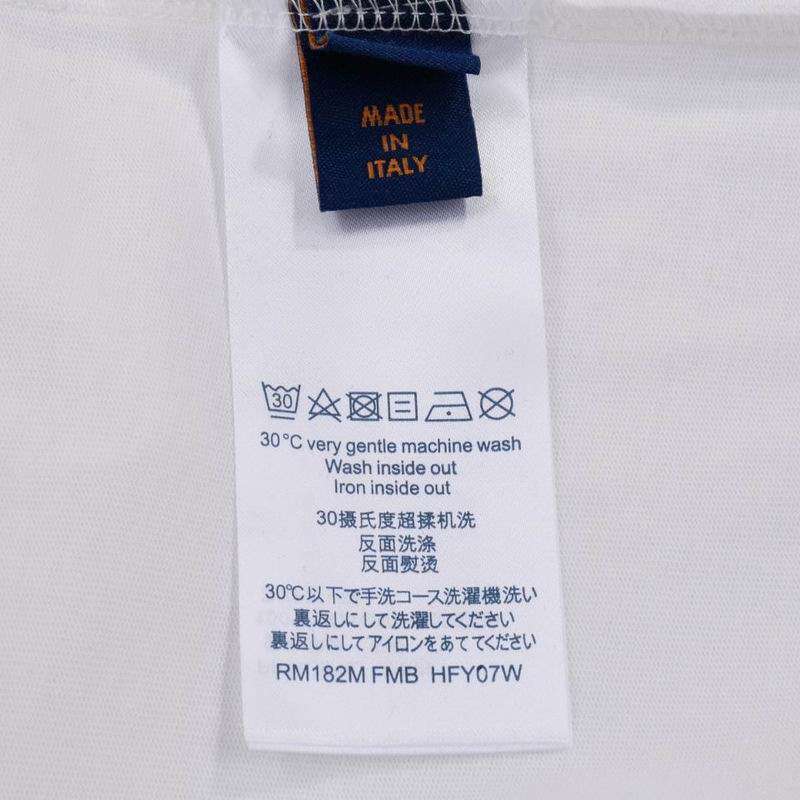 MADE
IN
ITALY
30
30°C very gentle machine wash
Wash inside out
Iron inside out
30摄氏度超揉机洗
反面洗涤
反面熨烫
30℃以下で手洗コース洗濯機洗い
裏返しにして洗濯してください
裏返しにしてアイロンをあててください
RM182M FMB HFY07W